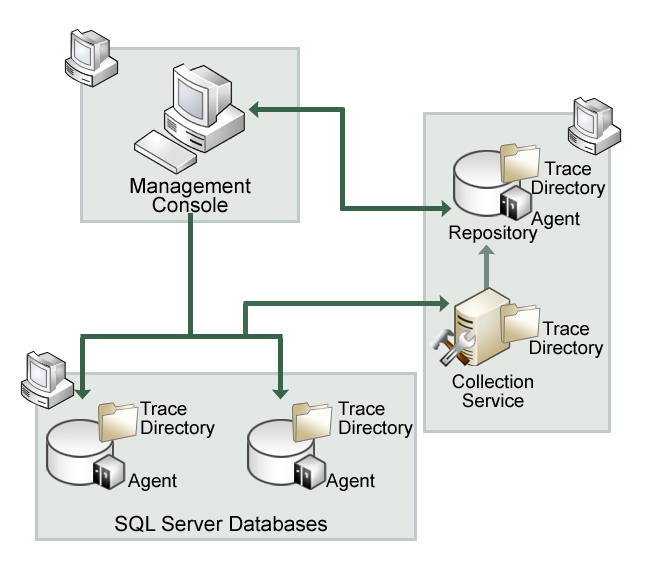 Management
Console
Trace
Directory
Agent
Repository
Trace
Directory
Collection
Service
Trace
Directory
Agent
Trace
Directory
Agent
SQL Server Databases